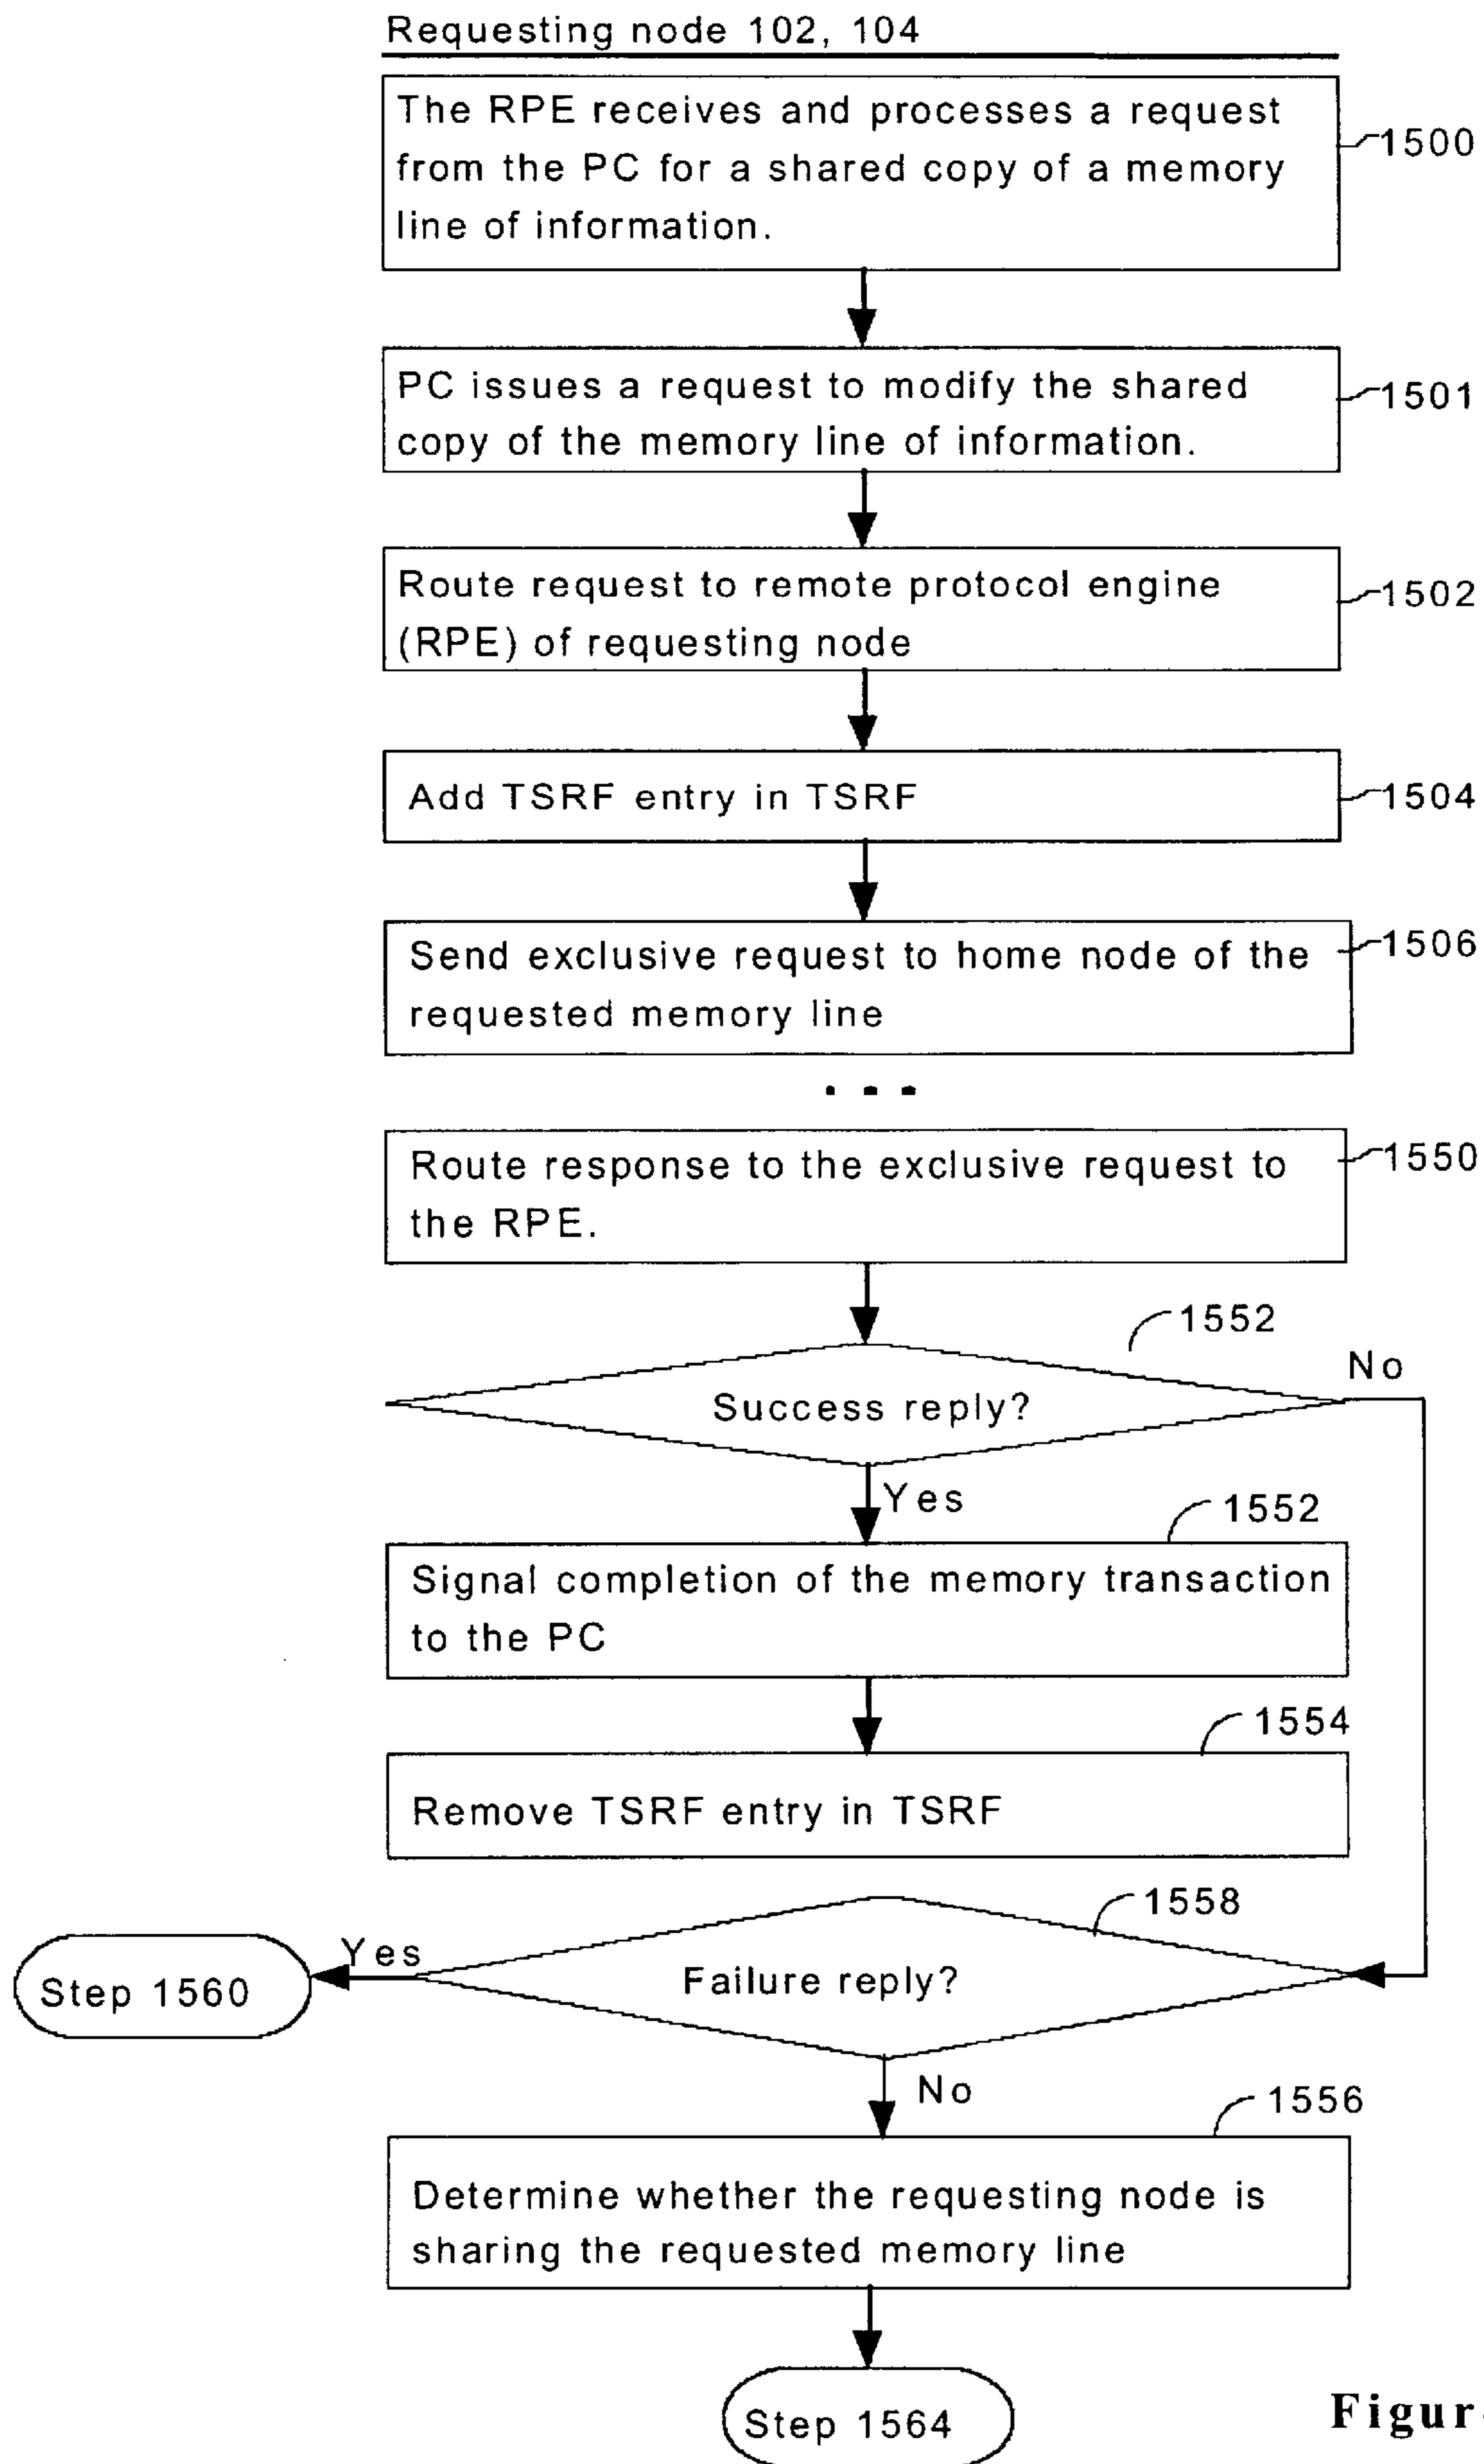 Requesting node 102, 104
The RPE receives and processes a request
from the PC for a shared copy of a memory
line of information.
1500
PC issues a request to modify the shared
copy of the memory line of information.
1501
Route request to remote protocol engine
(RPE) of requesting node
1502
Add TSRF entry in TSRF
1504
Send exclusive request to home node of the
requested memory line
1506
...
Route response to the exclusive request to
the RPE.
1550
1552
No
Success reply?
Yes
1552
Signal completion of the memory transaction
to the PC
1554
Remove TSRF entry in TSRF
1558
Yes
Failure reply?
Step 1560
No
1556
Determine whether the requesting node is
sharing the requested memory line
Step 1564